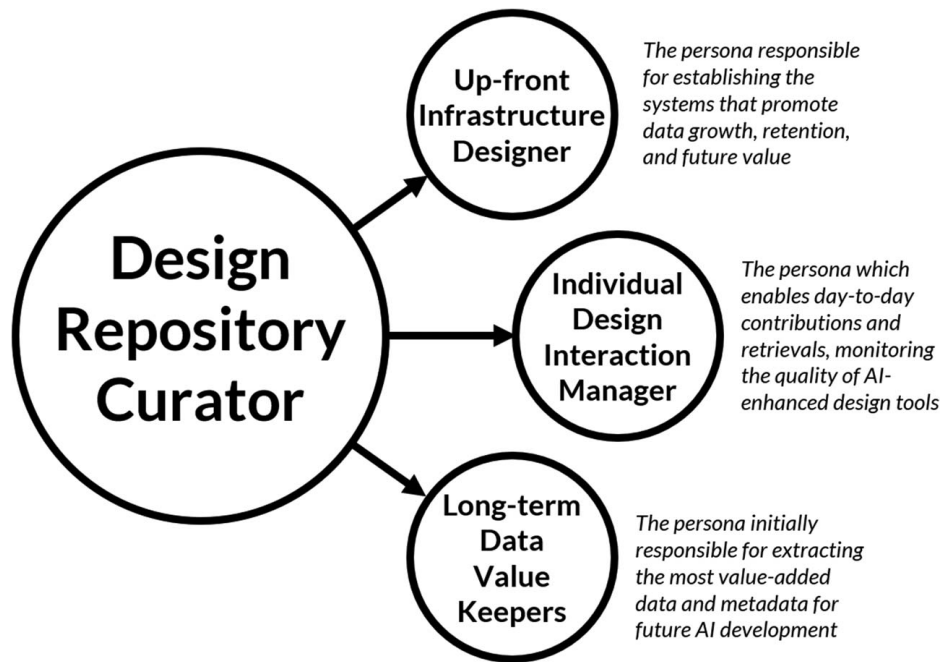 Design
Repository
Curator
Up-front
Infrastructure
Designer
The persona responsible
for establishing the
systems that promote
data growth, retention,
and future value
Individual
Design
Interaction
Manager
The persona which
enables day-to-day
contributions and
retrievals, monitoring
the quality of AI-
enhanced design tools
Long-term
Data
Value
Keepers
The persona initially
responsible for extracting
the most value-added
data and metadata for
future AI development